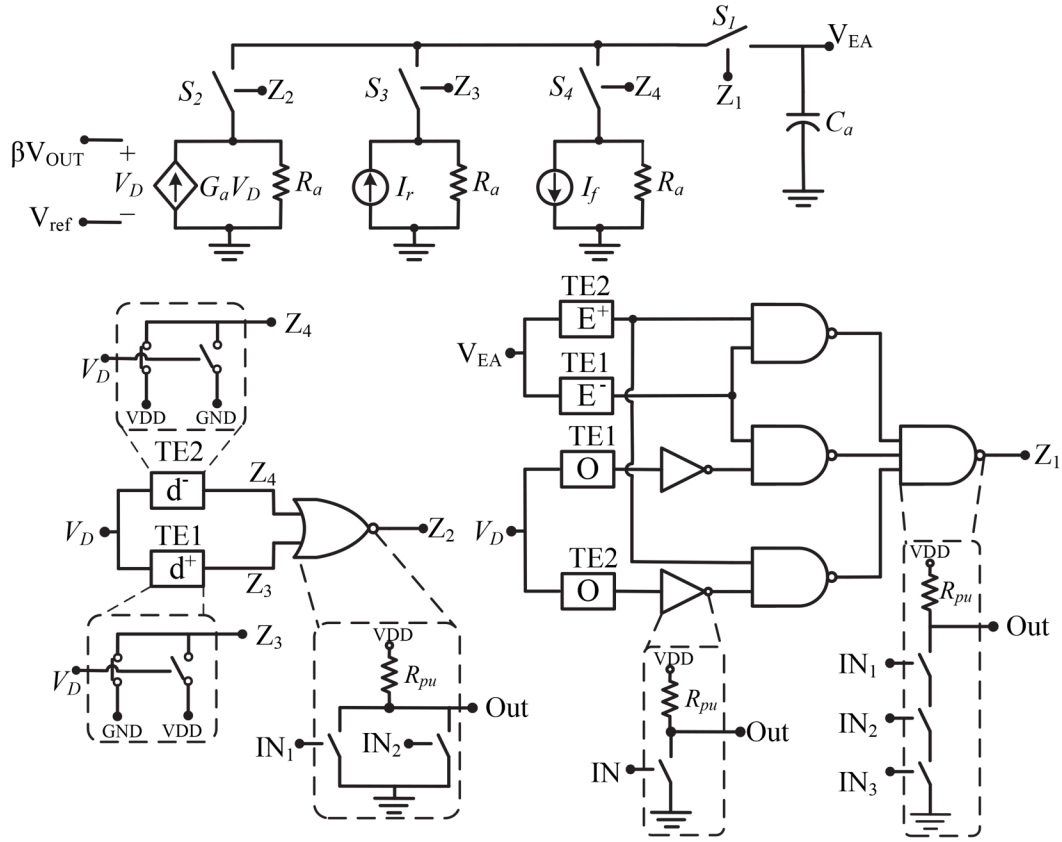 S1
VEA
S2
Z2
S3
Z3
S4
Z4
Z1
Ca
βVOUT
+
VD
GaVD
Ra
Ir
Ra
If
Ra
Vref
−
Z4
VD
VDD
GND
TE2
d-
Z4
VD
TE1
d+
Z3
Z2
Z3
VD
GND
VDD
VDD
Rpu
Out
IN1
IN2
TE2
E+
VEA
TE1
E-
TE1
O
VD
TE2
O
Z1
VDD
Rpu
Out
IN
VDD
Rpu
Out
IN1
IN2
IN3